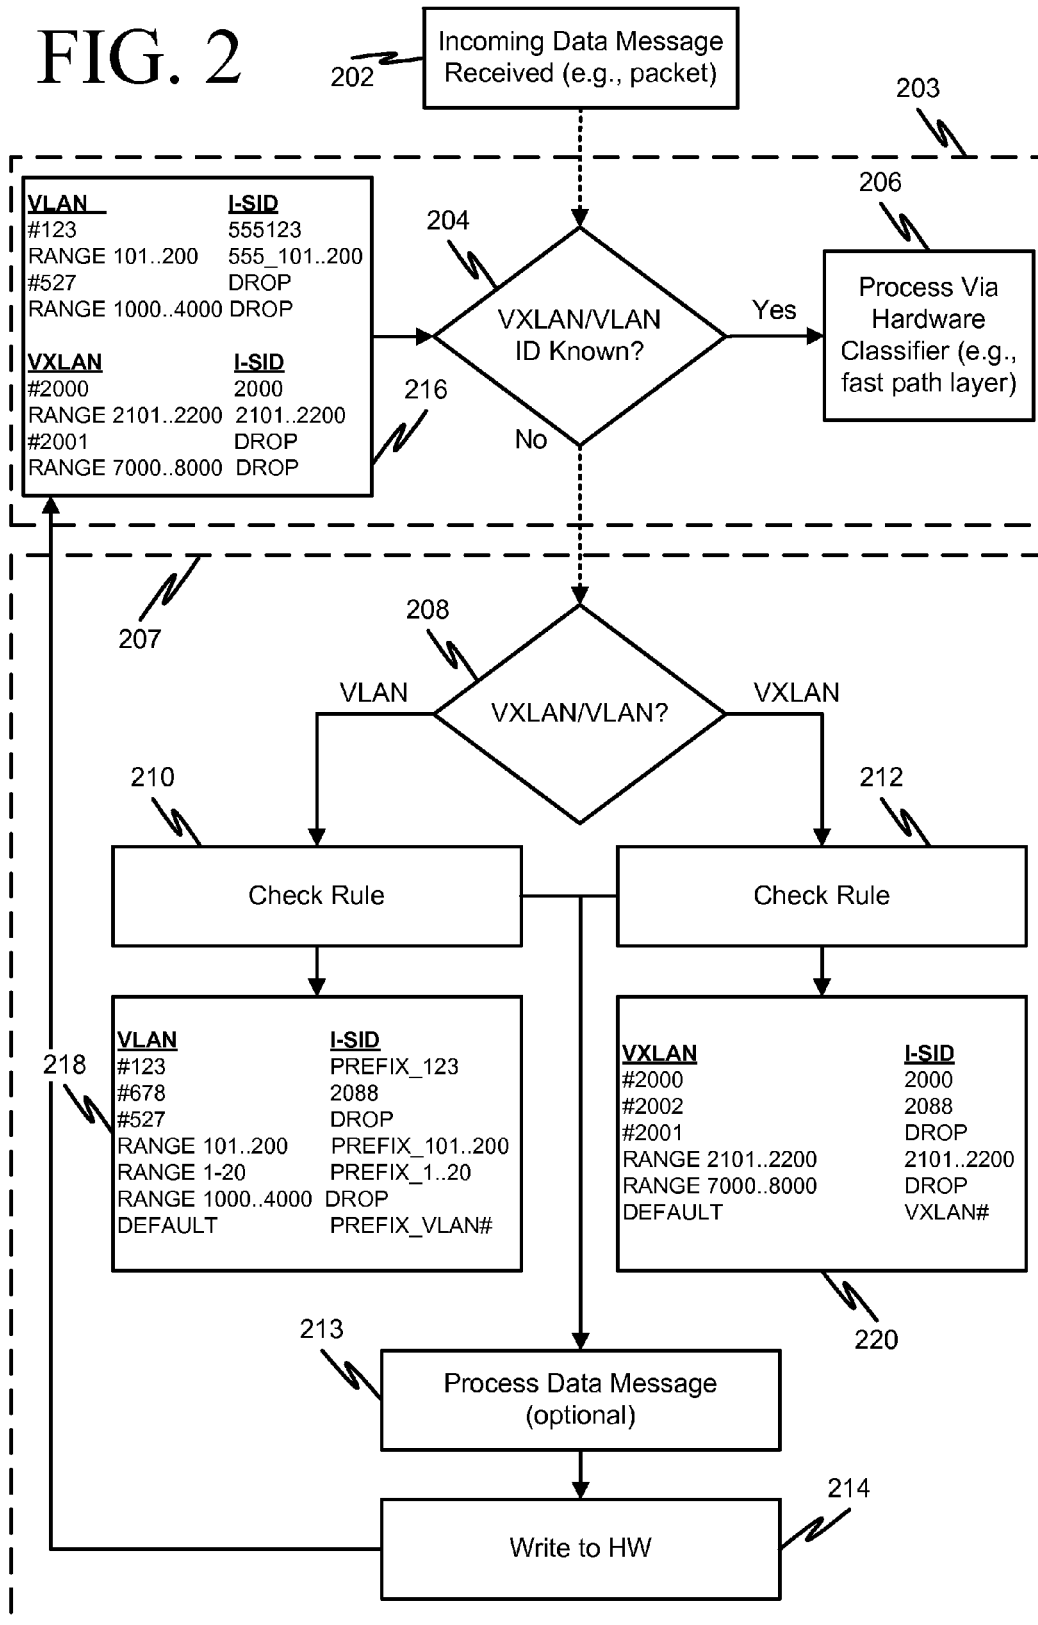 FIG. 2
202
Incoming Data Message
Received (e.g., packet)
203
VLAN I-SID
#123 555123
RANGE 101..200 555_101..200
#527 DROP
RANGE 1000..4000 DROP
VXLAN I-SID
#2000 2000
RANGE 2101..2200 2101..2200
#2001 DROP
RANGE 7000..8000 DROP
216
204
VXLAN/VLAN
ID Known?
Yes
No
206
Process Via
Hardware
Classifier (e.g.,
fast path layer)
207
208
VXLAN/VLAN?
VLAN
VXLAN
210
Check Rule
212
Check Rule
218
VLAN I-SID
#123 PREFIX_123
#678 2088
#527 DROP
RANGE 101..200 PREFIX_101..200
RANGE 1-20 PREFIX_1..20
RANGE 1000..4000 DROP
DEFAULT PREFIX_VLAN#
VXLAN I-SID
#2000 2000
#2002 2088
#2001 DROP
RANGE 2101..2200 2101..2200
RANGE 7000..8000 DROP
DEFAULT VXLAN#
220
213
Process Data Message
(optional)
214
Write to HW